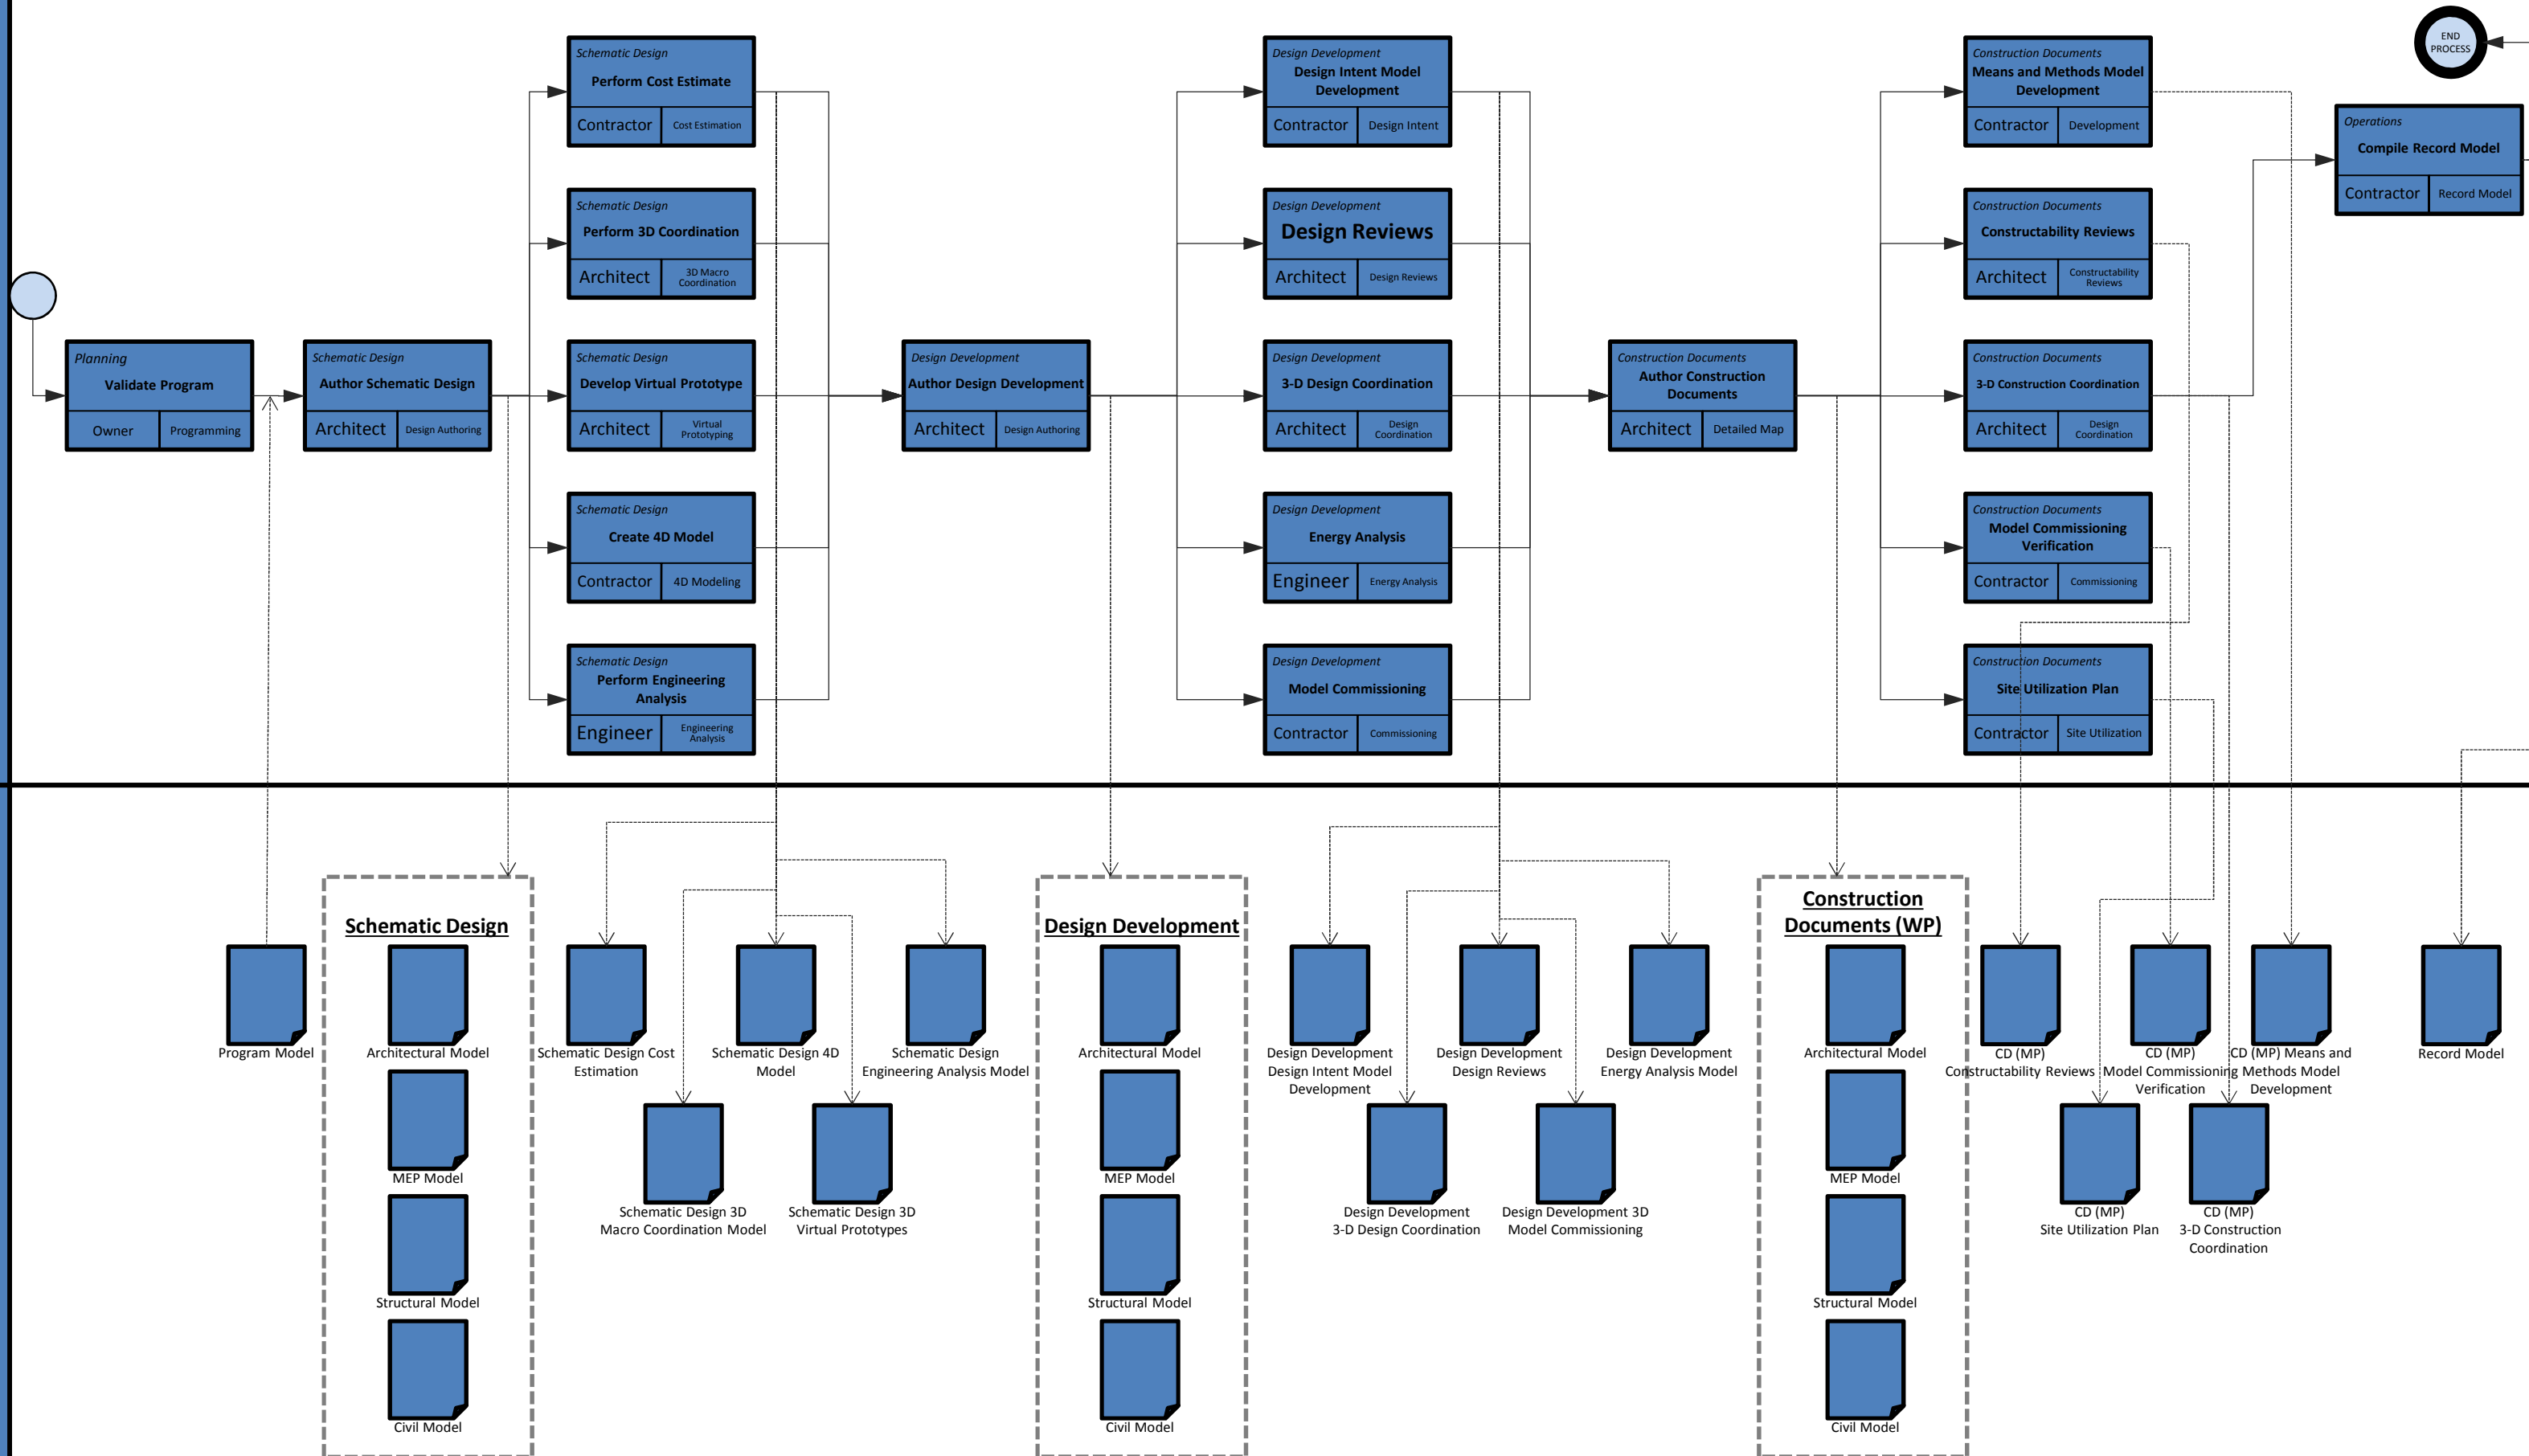 END
PROCESS
Schematic Design
Perform Cost Estimate
Contractor
Cost Estimation
Design Development
Design Intent Model
Development
Contractor
Design Intent
Construction Documents
Means and Methods Model
Development
Contractor
Development
Operations
Compile Record Model
Contractor
Record Model
Schematic Design
Perform 3D Coordination
Architect
3D Macro
Coordination
Design Development
Design Reviews
Architect
Design Reviews
Construction Documents
Constructability Reviews
Architect
Constructability
Reviews
Planning
Validate Program
Owner
Programming
Schematic Design
Author Schematic Design
Architect
Design Authoring
Schematic Design
Develop Virtual Prototype
Architect
Virtual
Prototyping
Design Development
Author Design Development
Architect
Design Authoring
Design Development
3-D Design Coordination
Architect
Design
Coordination
Construction Documents
Author Construction
Documents
Architect
Detailed Map
Construction Documents
3-D Construction Coordination
Architect
Design
Coordination
Schematic Design
Create 4D Model
Contractor
4D Modeling
Design Development
Energy Analysis
Engineer
Energy Analysis
Construction Documents
Model Commissioning
Verification
Contractor
Commissioning
Schematic Design
Perform Engineering
Analysis
Engineer
Engineering
Analysis
Design Development
Model Commissioning
Contractor
Commissioning
Construction Documents
Site Utilization Plan
Contractor
Site Utilization
Program Model
Schematic Design
Architectural Model
MEP Model
Structural Model
Civil Model
Schematic Design Cost
Estimation
Schematic Design 4D
Model
Schematic Design
Engineering Analysis Model
Schematic Design 3D
Macro Coordination Model
Schematic Design 3D
Virtual Prototypes
Design Development
Architectural Model
MEP Model
Structural Model
Civil Model
Design Development
Design Intent Model
Development
Design Development
Design Reviews
Design Development
Energy Analysis Model
Design Development
3-D Design Coordination
Design Development 3D
Model Commissioning
Construction
Documents (WP)
Architectural Model
MEP Model
Structural Model
Civil Model
CD (MP)
Constructability Reviews
CD (MP)
Model Commissioning
Verification
CD (MP) Means and
Methods Model
Development
CD (MP)
Site Utilization Plan
CD (MP)
3-D Construction
Coordination
Record Model